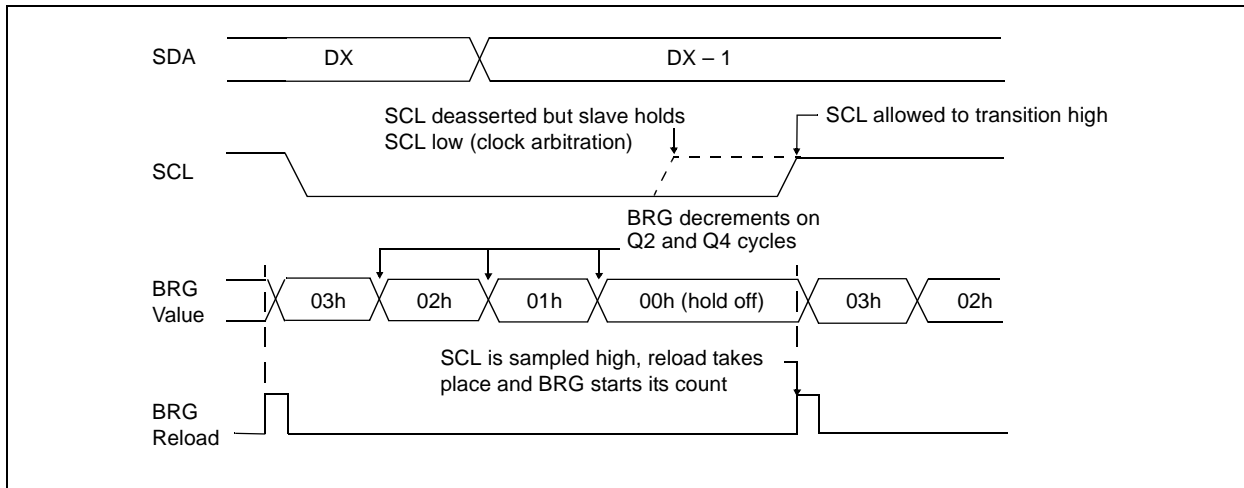 SDA
DX
DX – 1
SCL deasserted but slave holds
SCL low (clock arbitration)
SCL allowed to transition high
SCL
BRG decrements on
Q2 and Q4 cycles
BRG
Value
03h
02h
01h
00h (hold off)
03h
02h
SCL is sampled high, reload takes
place and BRG starts its count
BRG
Reload